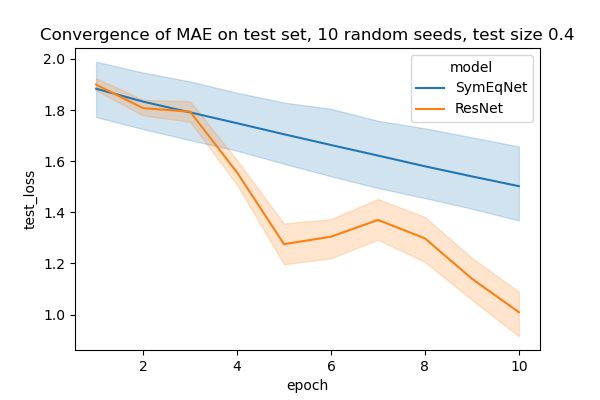 Convergence of MAE on test set, 10 random seeds, test size 0.4
model
SymEqNet
ResNet
2.0
1.8
1.6
1.4
1.2
1.0
test_loss
2
4
6
8
10
epoch